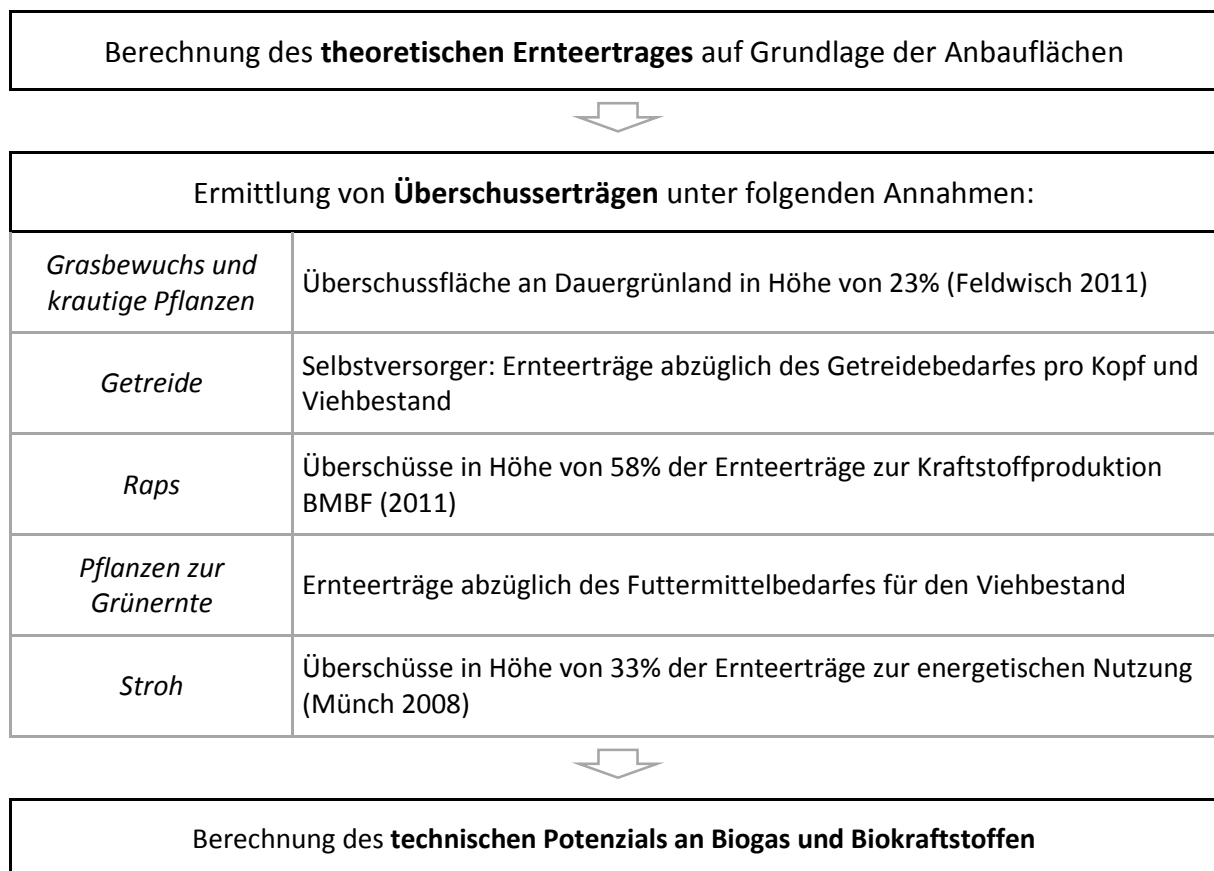 Berechnung des theoretischen Ernteertrages auf Grundlage der Anbauflächen
Ermittlung von Überschusserträgen unter folgenden Annahmen:
Grasbewuchs und
krautige Pflanzen
Überschussfläche an Dauergrünland in Höhe von 23% (Feldwisch 2011)
Getreide
Selbstversorger: Ernteerträge abzüglich des Getreidebedarfes pro Kopf und
Viehbestand
Raps
Überschüsse in Höhe von 58% der Ernteerträge zur Kraftstoffproduktion
BMBF (2011)
Pflanzen zur
Grünernte
Ernteerträge abzüglich des Futtermittelbedarfes für den Viehbestand
Stroh
Überschüsse in Höhe von 33% der Ernteerträge zur energetischen Nutzung
(Münch 2008)
Berechnung des technischen Potenzials an Biogas und Biokraftstoffen